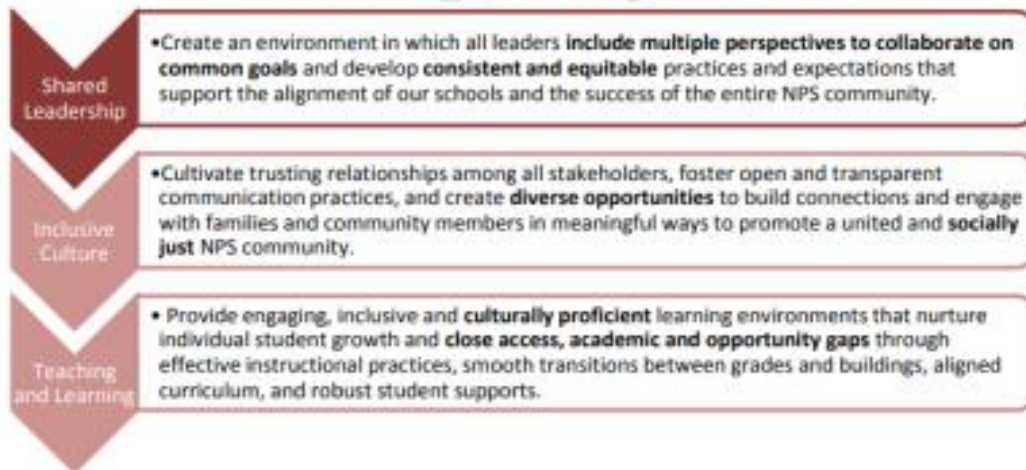 Shared
Leadership
•Create an environment in which all leaders include multiple perspectives to collaborate on
common goals and develop consistent and equitable practices and expectations that
support the alignment of our schools and the success of the entire NPS community.
Inclusive
Culture
•Cultivate trusting relationships among all stakeholders, foster open and transparent
communication practices, and create diverse opportunities to build connections and engage
with families and community members in meaningful ways to promote a united and socially
just NPS community.
Teaching
and Learning
• Provide engaging, inclusive and culturally proficient learning environments that nurture
individual student growth and close access, academic and opportunity gaps through
effective instructional practices, smooth transitions between grades and buildings, aligned
curriculum, and robust student supports.